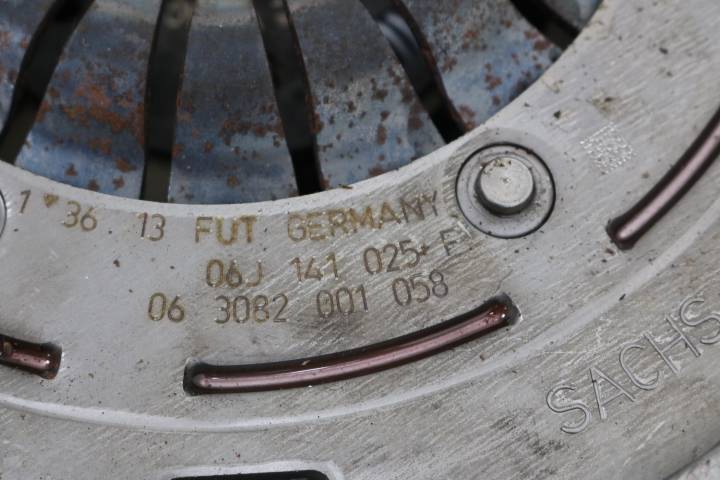 1 36 13 FUT GERMANY
06J 141 025 F
06 3082 001 058
SACHS